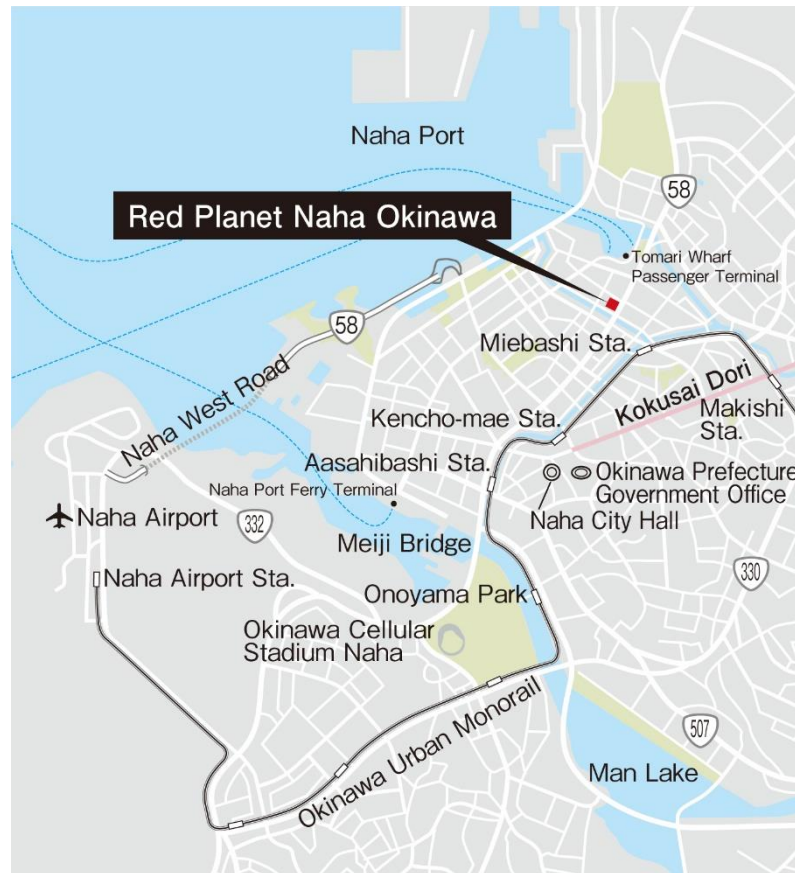 Naha Port
58
Red Planet Naha Okinawa
Tomari Wharf
Passenger Terminal
58
Miebashi Sta.
Naha West Road
Kokusai Dori
Makishi
Sta.
Kencho-mae Sta.
Aasahibashi Sta.
Okinawa Prefecture
Government Office
Naha Port Ferry Terminal
Naha City Hall
Naha Airport
332
Meiji Bridge
330
Naha Airport Sta.
Onoyama Park
Okinawa Cellular
Stadium Naha
Okinawa Urban Monorail
507
Man Lake